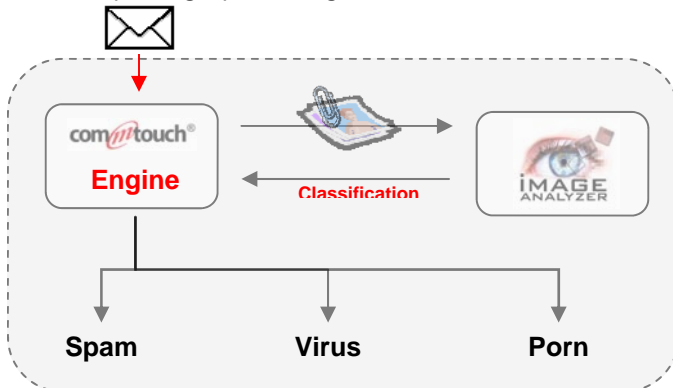 commtouch®
Engine
Classification
iMAGE
ANALYZER
Spam
Virus
Porn